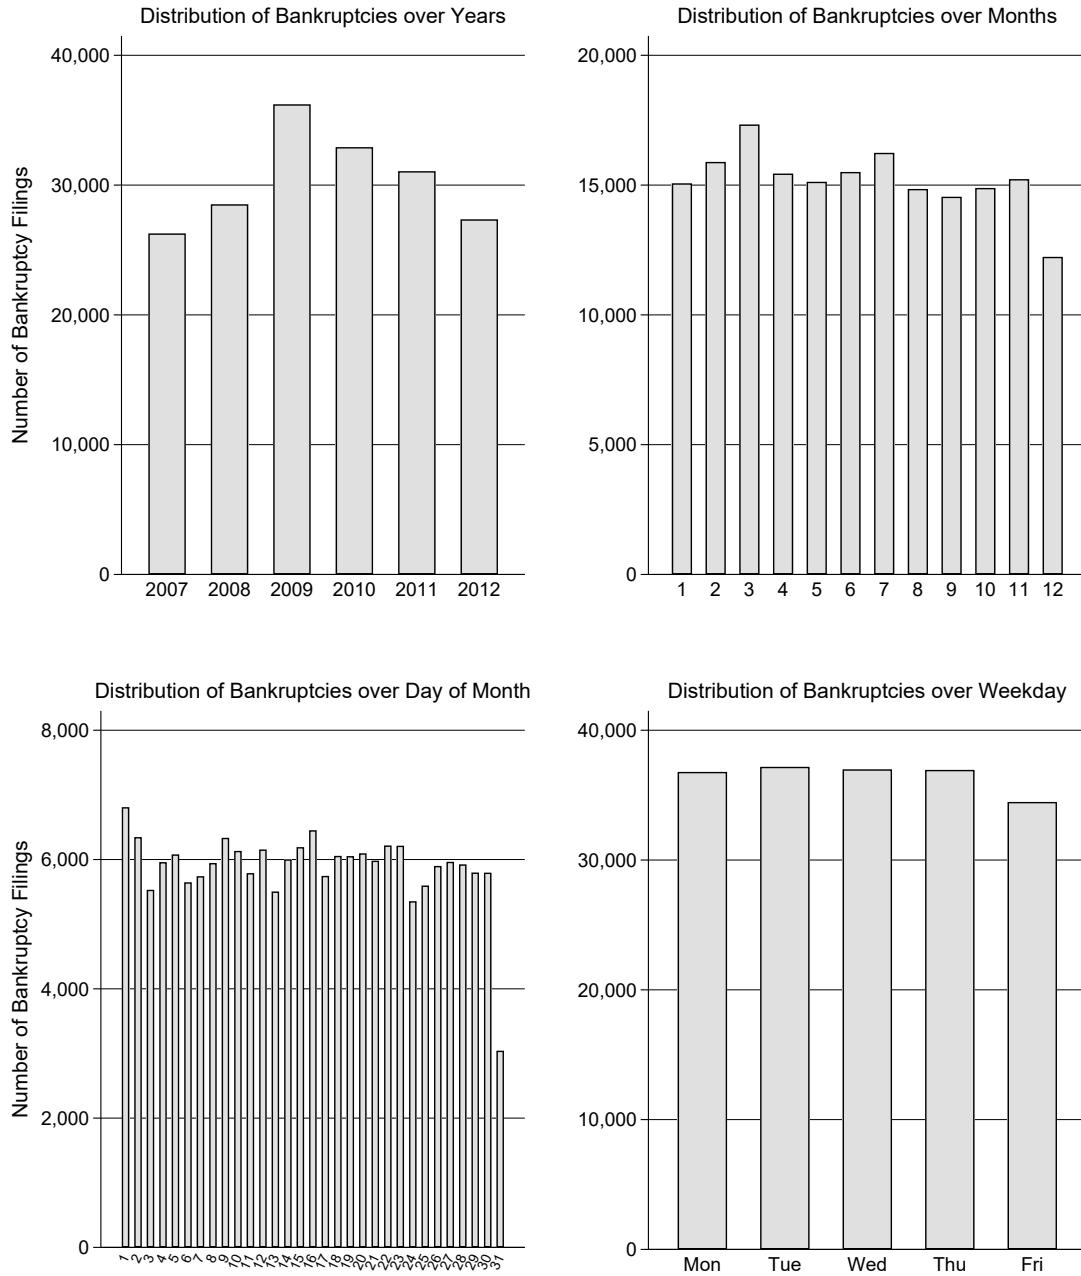 Distribution of Bankruptcies over Years
Number of Bankruptcy Filings
40,000
30,000
20,000
10,000
0
2007 2008 2009 2010 2011 2012
Distribution of Bankruptcies over Months
20,000
15,000
10,000
5,000
0
1 2 3 4 5 6 7 8 9 10 11 12
Distribution of Bankruptcies over Day of Month
Number of Bankruptcy Filings
8,000
6,000
4,000
2,000
0
1 2 3 4 5 6 7 8 9 10 11 12 13 14 15 16 17 18 19 20 21 22 23 24 25 26 27 28 29 30 31
Distribution of Bankruptcies over Weekday
40,000
30,000
20,000
10,000
0
Mon Tue Wed Thu Fri